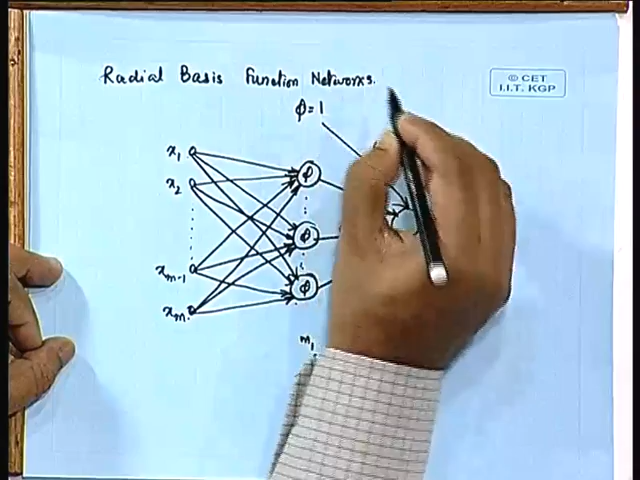 Radial Basis Function Networks.
© CET
I.I.T. KGP
φ = 1
x1
φ
x2
φ
xm-1
φ
xm
m1